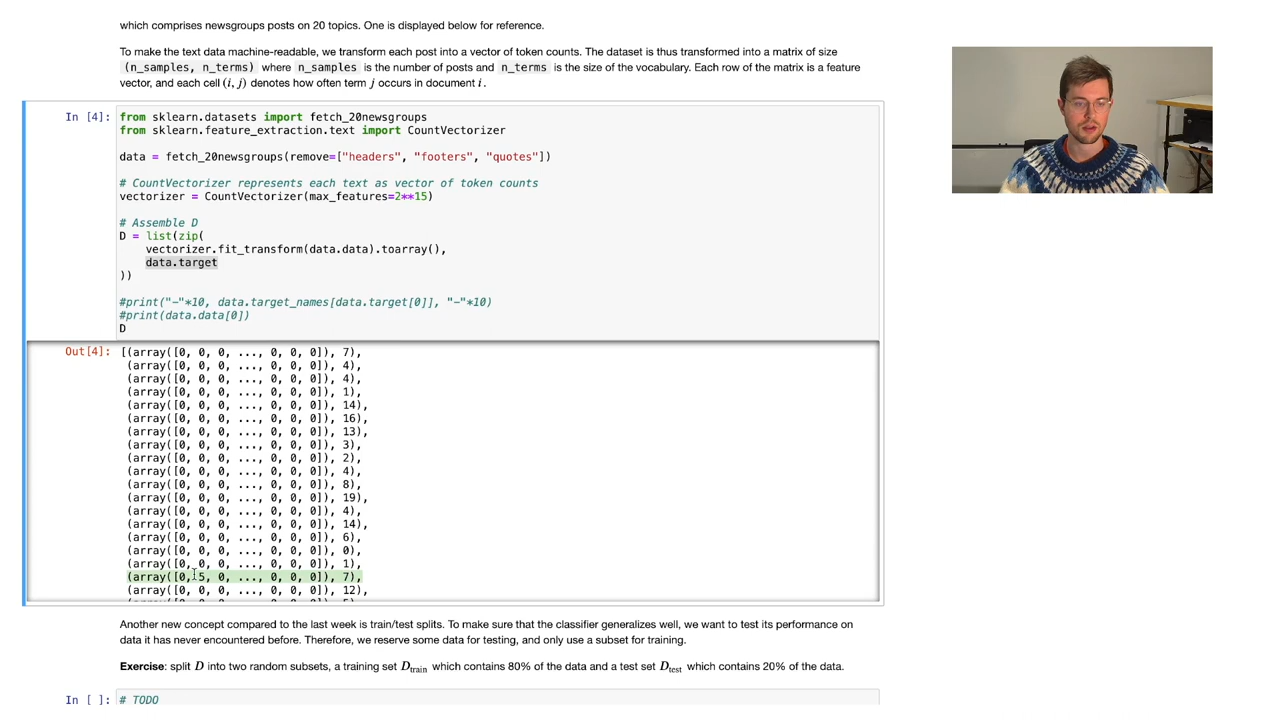 which comprises newsgroups posts on 20 topics. One is displayed below for reference.
To make the text data machine-readable, we transform each post into a vector of token counts. The dataset is thus transformed into a matrix of size
(n_samples, n_terms) where n_samples is the number of posts and n_terms is the size of the vocabulary. Each row of the matrix is a feature
vector, and each cell (i, j) denotes how often term j occurs in document i.
In [4]: from sklearn.datasets import fetch_20newsgroups
from sklearn.feature_extraction.text import CountVectorizer
data = fetch_20newsgroups(remove=["headers", "footers", "quotes"])
# CountVectorizer represents each text as vector of token counts
vectorizer = CountVectorizer(max_features=2**15)
# Assemble D
D = list(zip(
vectorizer.fit_transform(data.data).toarray(),
data.target
))
#print("-"*10, data.target_names[data.target[0]], "-"*10)
#print(data.data[0])
D
Out[4]: [(array([0, 0, 0, ..., 0, 0, 0]), 7),
(array([0, 0, 0, ..., 0, 0, 0]), 4),
(array([0, 0, 0, ..., 0, 0, 0]), 4),
(array([0, 0, 0, ..., 0, 0, 0]), 1),
(array([0, 0, 0, ..., 0, 0, 0]), 14),
(array([0, 0, 0, ..., 0, 0, 0]), 16),
(array([0, 0, 0, ..., 0, 0, 0]), 13),
(array([0, 0, 0, ..., 0, 0, 0]), 3),
(array([0, 0, 0, ..., 0, 0, 0]), 2),
(array([0, 0, 0, ..., 0, 0, 0]), 4),
(array([0, 0, 0, ..., 0, 0, 0]), 8),
(array([0, 0, 0, ..., 0, 0, 0]), 19),
(array([0, 0, 0, ..., 0, 0, 0]), 4),
(array([0, 0, 0, ..., 0, 0, 0]), 14),
(array([0, 0, 0, ..., 0, 0, 0]), 6),
(array([0, 0, 0, ..., 0, 0, 0]), 0),
(array([0, 0, 0, ..., 0, 0, 0]), 1),
(array([0, 5, 0, ..., 0, 0, 0]), 7),
(array([0, 0, 0, ..., 0, 0, 0]), 12),
Another new concept compared to the last week is train/test splits. To make sure that the classifier generalizes well, we want to test its performance on
data it has never encountered before. Therefore, we reserve some data for testing, and only use a subset for training.
Exercise: split D into two random subsets, a training set D_train which contains 80% of the data and a test set D_test which contains 20% of the data.
In [ ]: # TODO